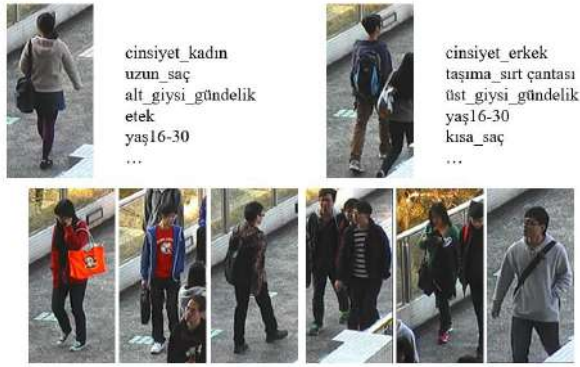 cinsiyet_kadın
uzun_saç
alt_giysi_gündelik
etek
yaş16-30
…
cinsiyet_erkek
taşıma_sırt çantası
üst_giysi_gündelik
yaş16-30
kısa_saç
…